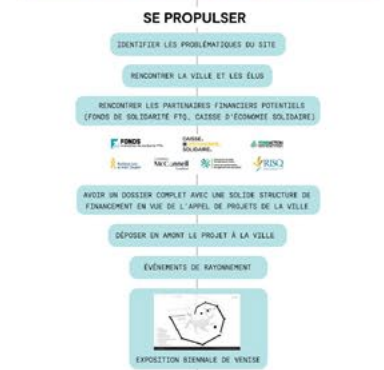 SE PROPULSER
IDENTIFIER LES PROBLÉMATIQUES DU SITE
RENCONTRER LA VILLE ET LES ÉLUS
RENCONTRER LES PARTENAIRES FINANCIERS POTENTIELS
(FONDS DE SOLIDARITÉ FTQ, CAISSE D'ÉCONOMIE SOLIDAIRE)
FONDS
CAISSE
SOLIDAIRE
McConnell
RISQ
AVOIR UN DOSSIER COMPLET AVEC UNE SOLIDE STRUCTURE DE
FINANCEMENT EN VUE DE L'APPEL DE PROJETS DE LA VILLE
DÉPOSER EN AMONT LE PROJET À LA VILLE
ÉVÉNEMENTS DE RAYONNEMENT
EXPOSITION BIENNALE DE VENISE